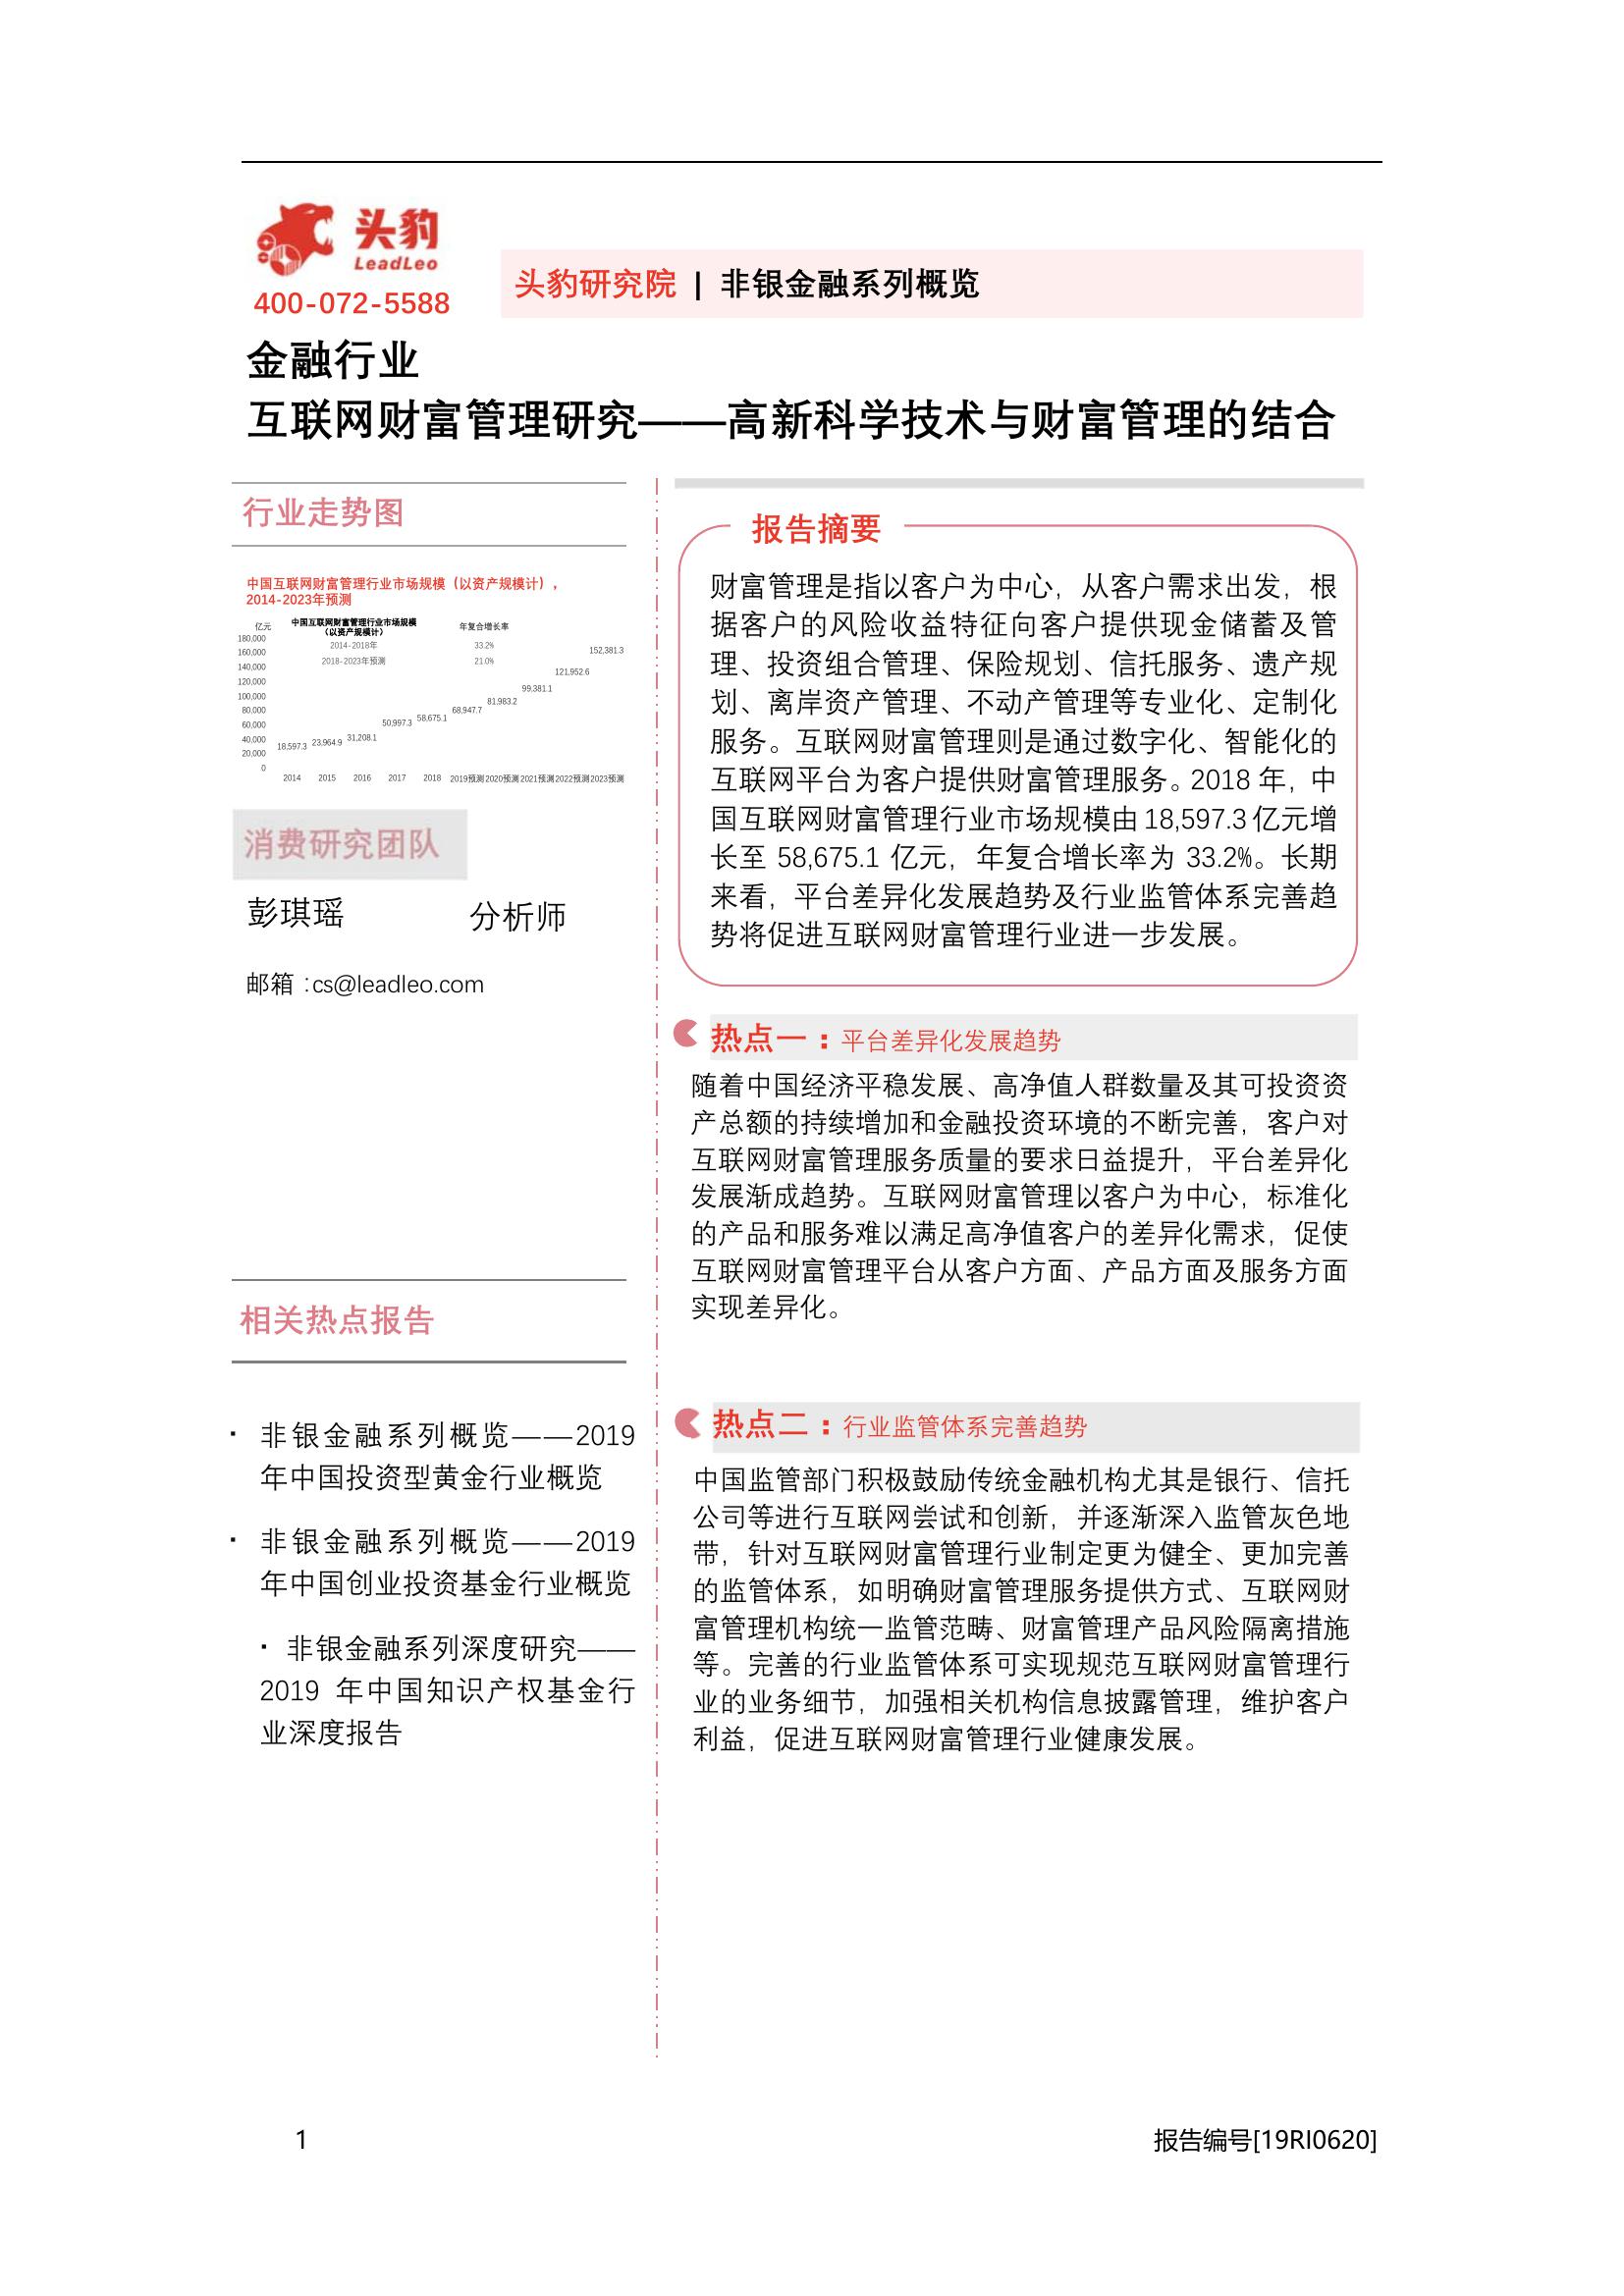 头豹
LeadLeo
400-072-5588
头豹研究院 | 非银金融系列概览
金融行业
互联网财富管理研究——高新科学技术与财富管理的结合
行业走势图
中国互联网财富管理行业市场规模（以资产规模计），
2014-2023年预测
亿元
中国互联网财富管理行业市场规模
（以资产规模计）
年复合增长率
2014-2018年 33.2%
2018-2023年预测 21.0%
180,000
160,000
140,000
120,000
100,000
80,000
60,000
40,000
20,000
0
18,597.3 23,964.9 31,208.1 50,997.3 58,675.1 68,947.7 81,983.2 99,381.1 121,952.6 152,381.3
2014 2015 2016 2017 2018 2019预测 2020预测 2021预测 2022预测 2023预测
消费研究团队
彭琪瑶 分析师
邮箱 :cs@leadleo.com
相关热点报告
· 非银金融系列概览——2019
年中国投资型黄金行业概览
· 非银金融系列概览——2019
年中国创业投资基金行业概览
· 非银金融系列深度研究——
2019 年中国知识产权基金行
业深度报告
报告摘要
财富管理是指以客户为中心，从客户需求出发，根
据客户的风险收益特征向客户提供现金储蓄及管
理、投资组合管理、保险规划、信托服务、遗产规
划、离岸资产管理、不动产管理等专业化、定制化
服务。互联网财富管理则是通过数字化、智能化的
互联网平台为客户提供财富管理服务。2018 年，中
国互联网财富管理行业市场规模由 18,597.3 亿元增
长至 58,675.1 亿元，年复合增长率为 33.2%。长期
来看，平台差异化发展趋势及行业监管体系完善趋
势将促进互联网财富管理行业进一步发展。
热点一：平台差异化发展趋势
随着中国经济平稳发展、高净值人群数量及其可投资资
产总额的持续增加和金融投资环境的不断完善，客户对
互联网财富管理服务质量的要求日益提升，平台差异化
发展渐成趋势。互联网财富管理以客户为中心，标准化
的产品和服务难以满足高净值客户的差异化需求，促使
互联网财富管理平台从客户方面、产品方面及服务方面
实现差异化。
热点二：行业监管体系完善趋势
中国监管部门积极鼓励传统金融机构尤其是银行、信托
公司等进行互联网尝试和创新，并逐渐深入监管灰色地
带，针对互联网财富管理行业制定更为健全、更加完善
的监管体系，如明确财富管理服务提供方式、互联网财
富管理机构统一监管范畴、财富管理产品风险隔离措施
等。完善的行业监管体系可实现规范互联网财富管理行
业的业务细节，加强相关机构信息披露管理，维护客户
利益，促进互联网财富管理行业健康发展。
1
报告编号[19RI0620]